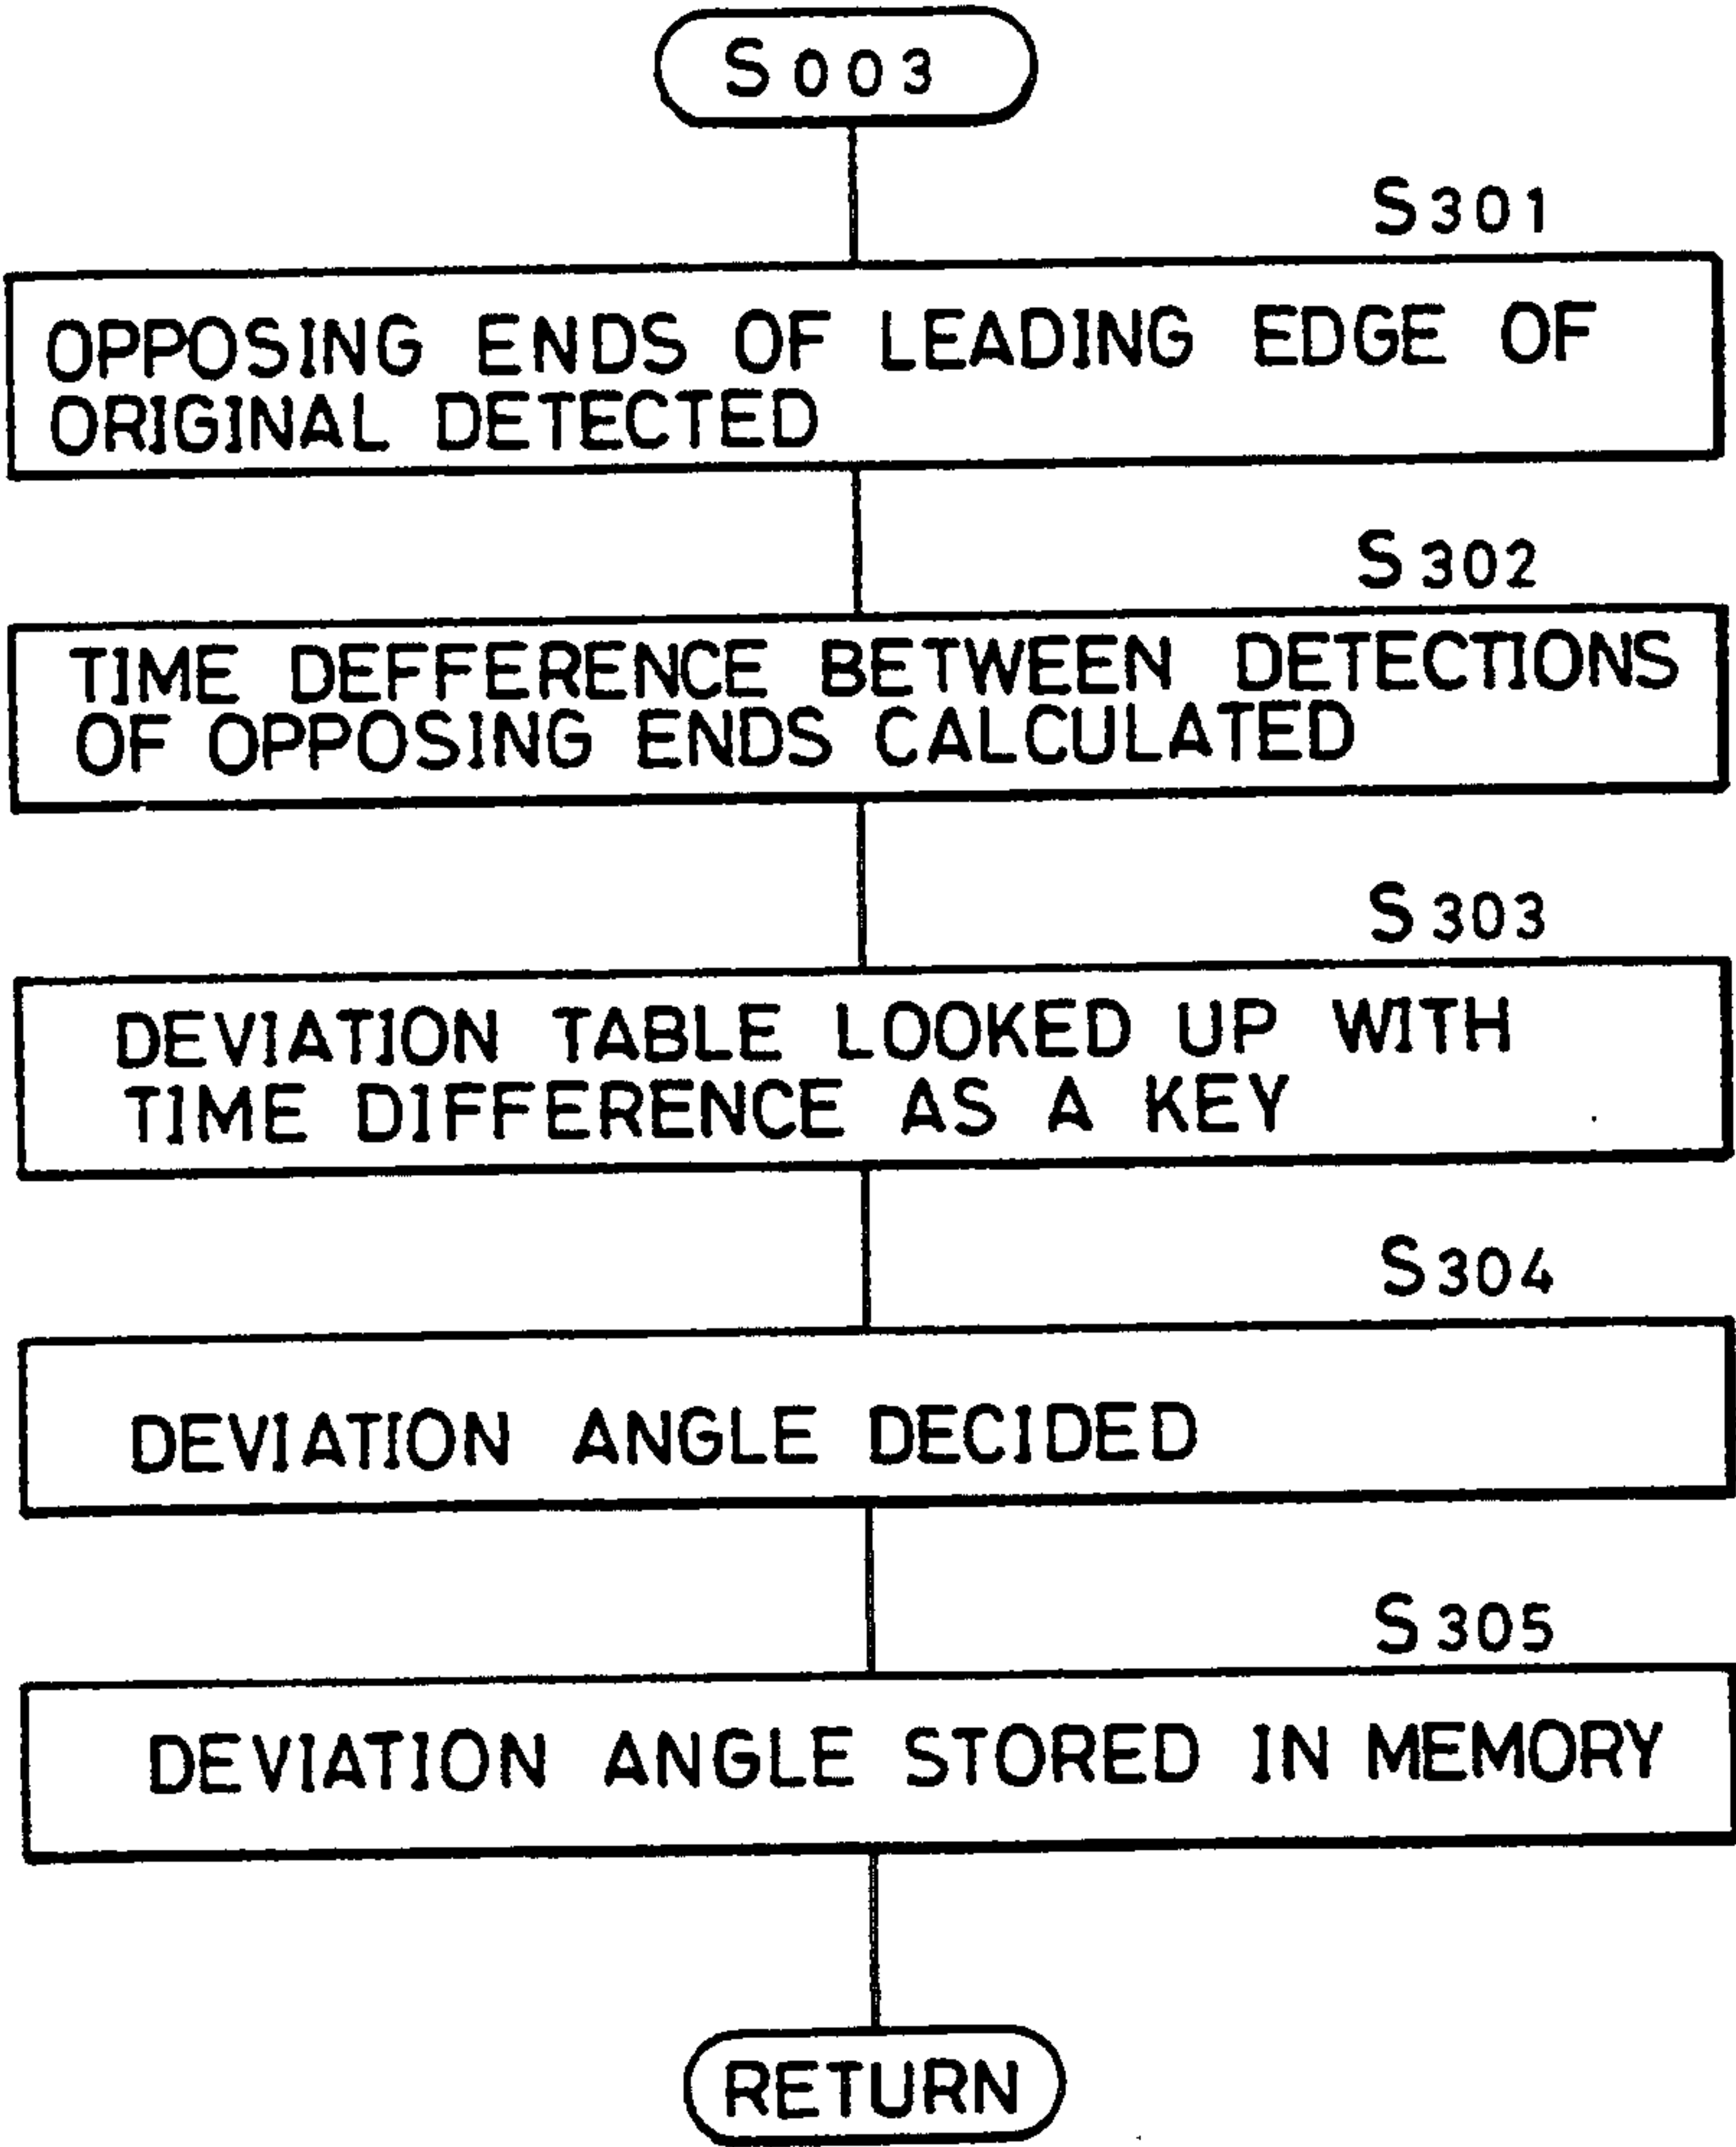 S003
S301
OPPOSING ENDS OF LEADING EDGE OF
ORIGINAL DETECTED
S302
TIME DEFFERENCE BETWEEN DETECTIONS
OF OPPOSING ENDS CALCULATED
S303
DEVIATION TABLE LOOKED UP WITH
TIME DIFFERENCE AS A KEY
S304
DEVIATION ANGLE DECIDED
S305
DEVIATION ANGLE STORED IN MEMORY
RETURN